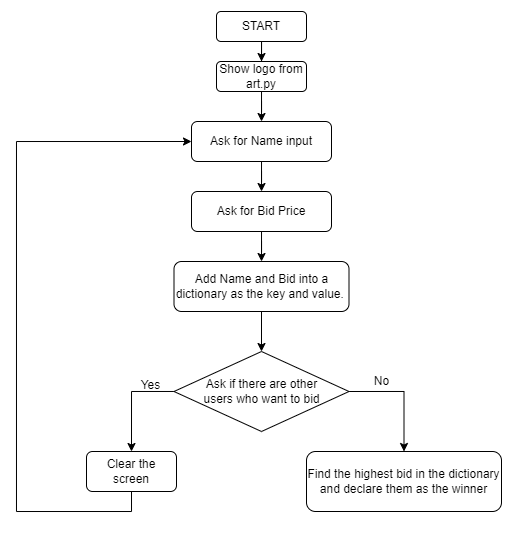 START
Show logo from
art.py
Ask for Name input
Ask for Bid Price
Add Name and Bid into a
dictionary as the key and value.
Ask if there are other
users who want to bid
Yes
No
Clear the
screen
Find the highest bid in the dictionary
and declare them as the winner